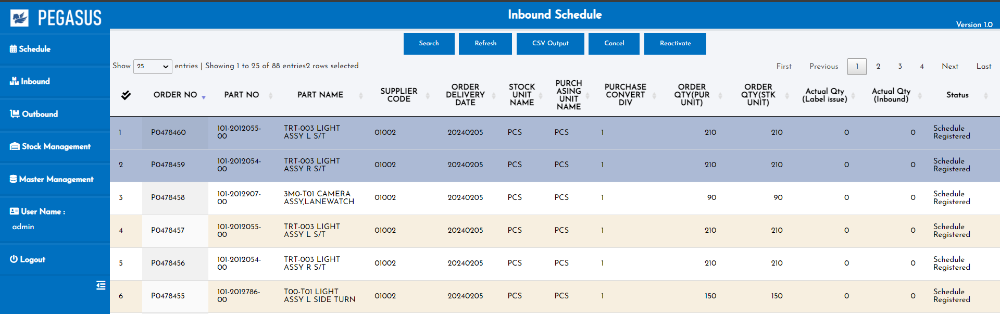 PEGASUS
Inbound Schedule
Version 1.0
Schedule
Inbound
Outbound
Stock Management
Master Management
User Name :
admin
Logout
Search Refresh CSV Output Cancel Reactivate
Show 25 entries | Showing 1 to 25 of 88 entries2 rows selected
First Previous 1 2 3 4 Next Last
ORDER NO
PART NO
PART NAME
SUPPLIER
CODE
ORDER
DELIVERY
DATE
STOCK
UNIT
NAME
PURCH
ASING
UNIT
NAME
PURCHASE
CONVERT
DIV
ORDER
QTY(PUR
UNIT)
ORDER
QTY(STK
UNIT)
Actual Qty
(Label issue)
Actual Qty
(Inbound)
Status
1
P0478460
101-2012055-
00
TRT-003 LIGHT
ASSY L S/T
01002
20240205
PCS
PCS
1
210
210
0
0
Schedule
Registered
2
P0478459
101-2012054-
00
TRT-003 LIGHT
ASSY R S/T
01002
20240205
PCS
PCS
1
210
210
0
0
Schedule
Registered
3
P0478458
101-2012907-
00
3M0-T01 CAMERA
ASSY,LANEWATCH
01002
20240205
PCS
PCS
1
90
90
0
0
Schedule
Registered
4
P0478457
101-2012055-
00
TRT-003 LIGHT
ASSY L S/T
01002
20240205
PCS
PCS
1
210
210
0
0
Schedule
Registered
5
P0478456
101-2012054-
00
TRT-003 LIGHT
ASSY R S/T
01002
20240205
PCS
PCS
1
210
210
0
0
Schedule
Registered
6
P0478455
101-2012786-
00
T00-T01 LIGHT
ASSY L SIDE TURN
01002
20240205
PCS
PCS
1
150
150
0
0
Schedule
Registered